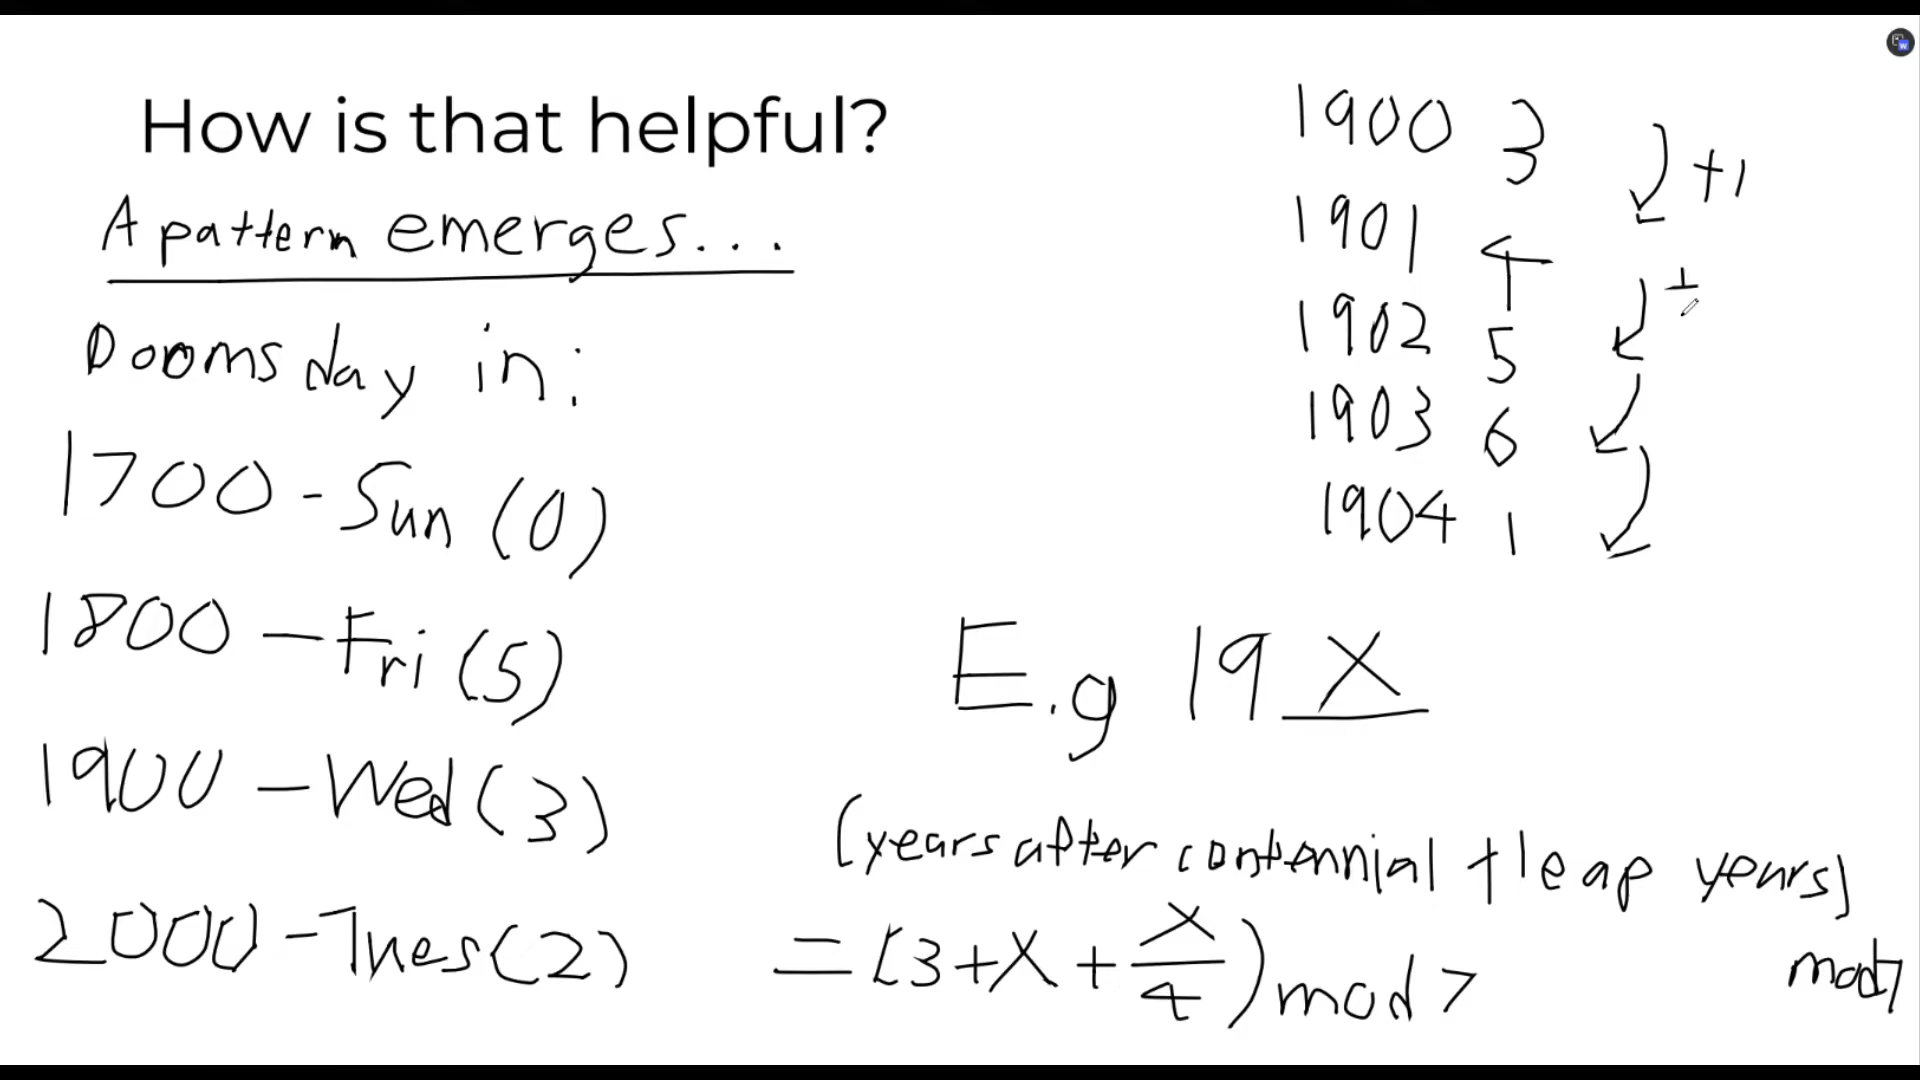 How is that helpful?
A pattern emerges...
Doomsday in:
1700 - Sun (0)
1800 - Fri (5)
1900 - Wed (3)
2000 - Tues (2)
1900 3
+1
1901 4
+
1902 5
1903 6
1904 1
E.g 19 X
(years after centennial + leap years)
mod 7
= (3+X+X/4) mod 7